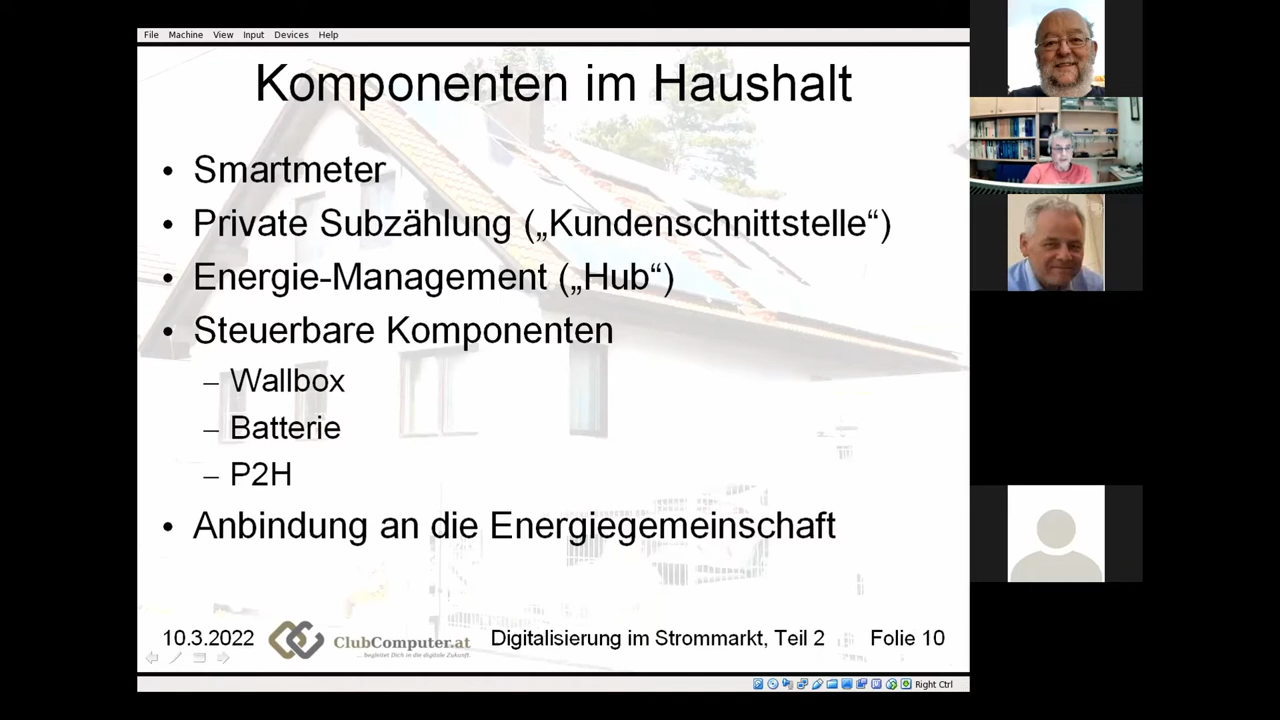 File Machine View Input Devices Help
Komponenten im Haushalt
• Smartmeter
• Private Subzählung („Kundenschnittstelle“)
• Energie-Management („Hub“)
• Steuerbare Komponenten
– Wallbox
– Batterie
– P2H
• Anbindung an die Energiegemeinschaft
10.3.2022 ClubComputer.at Digitalisierung im Strommarkt, Teil 2 Folie 10
... begleitet Dich in die digitale Zukunft.
Right Ctrl